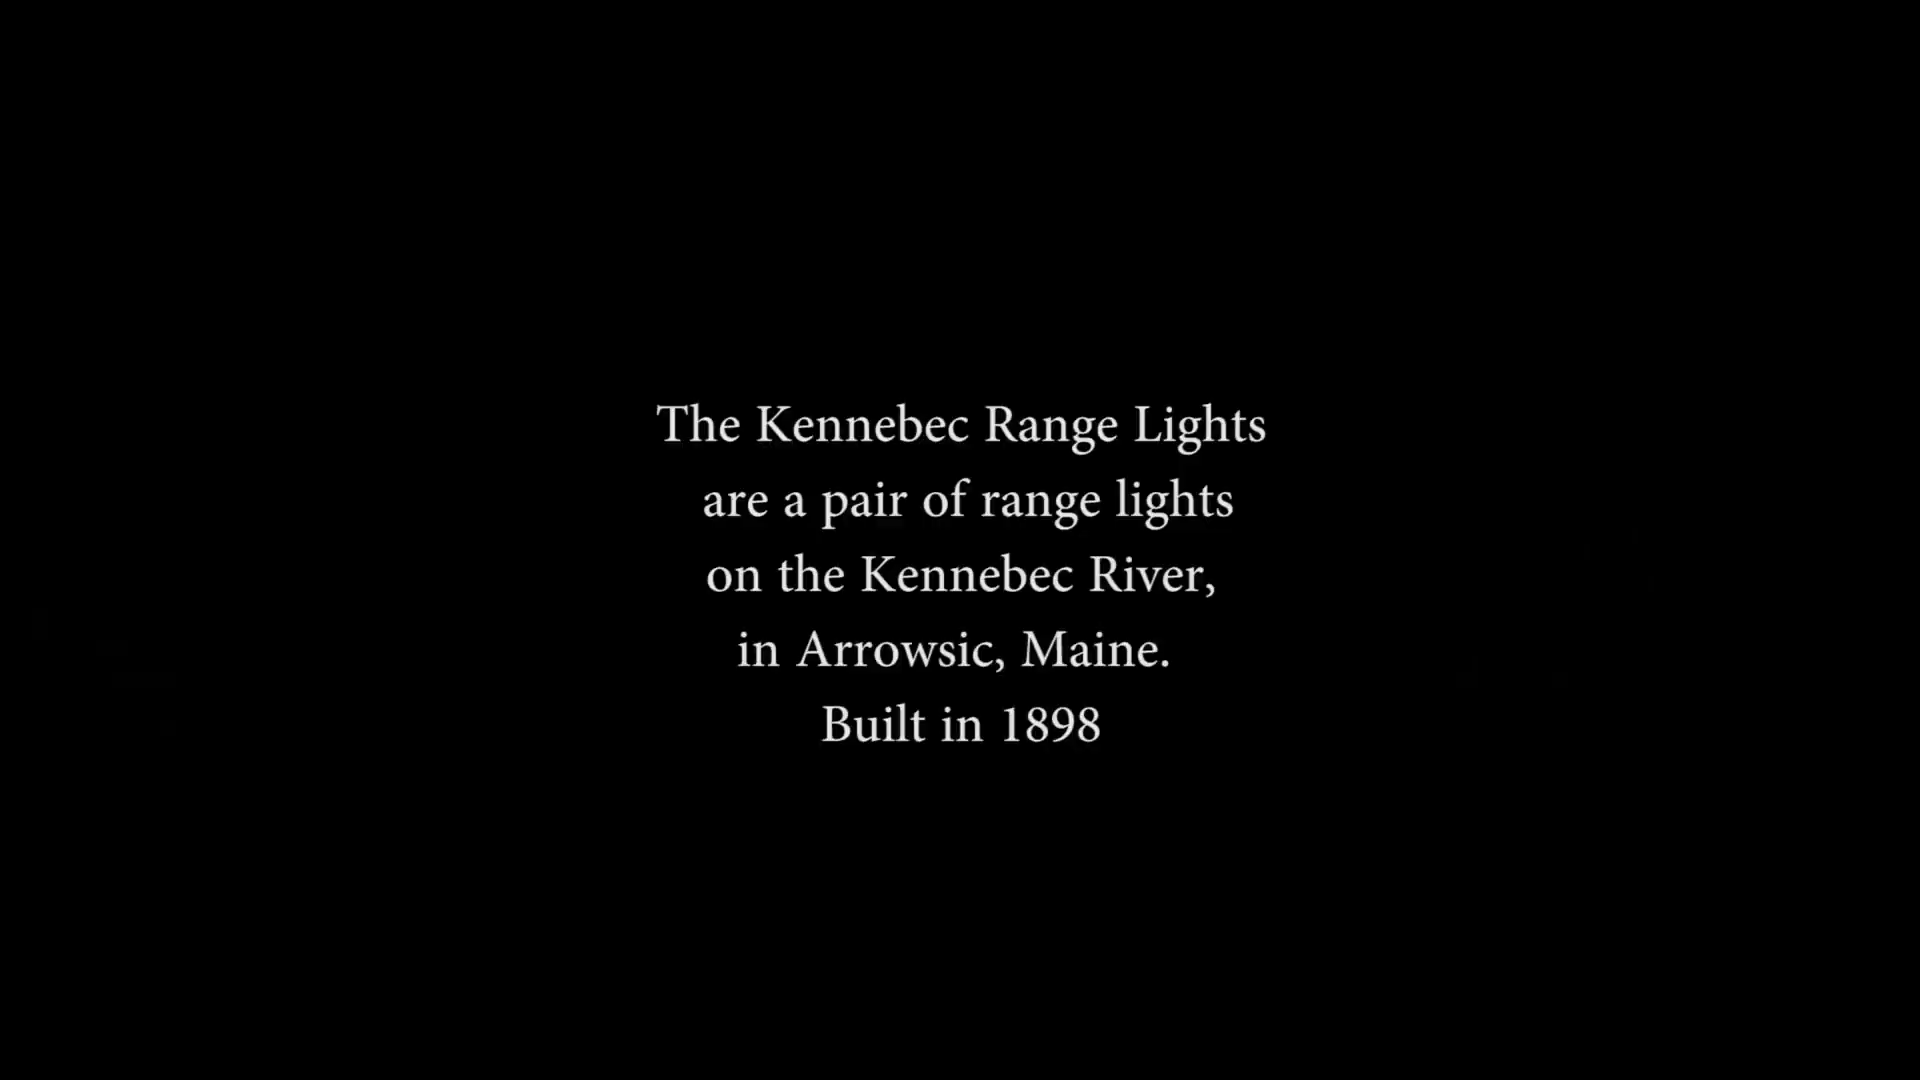 The Kennebec Range Lights
are a pair of range lights
on the Kennebec River,
in Arrowsic, Maine.
Built in 1898